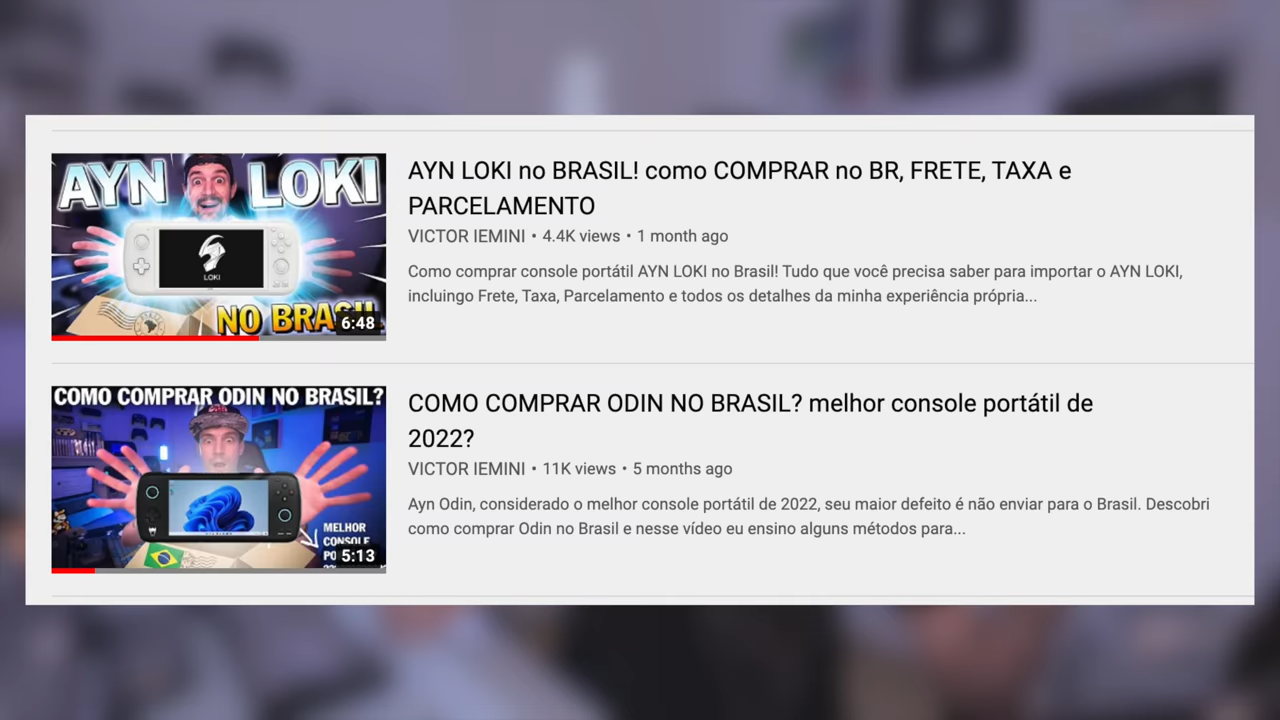 AYN LOKI
LOKI
NO BRASIL
6:48
AYN LOKI no BRASIL! como COMPRAR no BR, FRETE, TAXA e
PARCELAMENTO
VICTOR IEMINI • 4.4K views • 1 month ago
Como comprar console portátil AYN LOKI no Brasil! Tudo que você precisa saber para importar o AYN LOKI,
incluingo Frete, Taxa, Parcelamento e todos os detalhes da minha experiência própria...
COMO COMPRAR ODIN NO BRASIL?
MELHOR
CONSOLE
5:13
COMO COMPRAR ODIN NO BRASIL? melhor console portátil de
2022?
VICTOR IEMINI • 11K views • 5 months ago
Ayn Odin, considerado o melhor console portátil de 2022, seu maior defeito é não enviar para o Brasil. Descobri
como comprar Odin no Brasil e nesse vídeo eu ensino alguns métodos para...